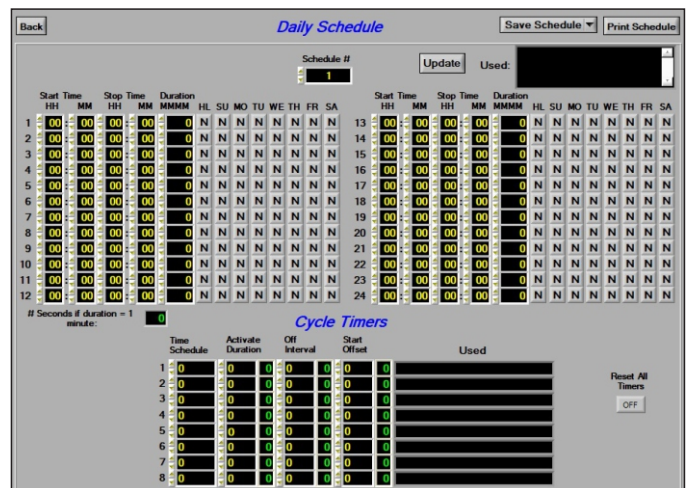 Back Daily Schedule Save Schedule Print Schedule
Schedule #
1 Update Used:
Start Time Stop Time Duration Start Time Stop Time Duration
HH MM HH MM MMMM HL SU MO TU WE TH FR SA HH MM HH MM MMMM HL SU MO TU WE TH FR SA
1 00 : 00 00 : 00 0 N N N N N N N N 13 00 : 00 00 : 00 0 N N N N N N N N
2 00 : 00 00 : 00 0 N N N N N N N N 14 00 : 00 00 : 00 0 N N N N N N N N
3 00 : 00 00 : 00 0 N N N N N N N N 15 00 : 00 00 : 00 0 N N N N N N N N
4 00 : 00 00 : 00 0 N N N N N N N N 16 00 : 00 00 : 00 0 N N N N N N N N
5 00 : 00 00 : 00 0 N N N N N N N N 17 00 : 00 00 : 00 0 N N N N N N N N
6 00 : 00 00 : 00 0 N N N N N N N N 18 00 : 00 00 : 00 0 N N N N N N N N
7 00 : 00 00 : 00 0 N N N N N N N N 19 00 : 00 00 : 00 0 N N N N N N N N
8 00 : 00 00 : 00 0 N N N N N N N N 20 00 : 00 00 : 00 0 N N N N N N N N
9 00 : 00 00 : 00 0 N N N N N N N N 21 00 : 00 00 : 00 0 N N N N N N N N
10 00 : 00 00 : 00 0 N N N N N N N N 22 00 : 00 00 : 00 0 N N N N N N N N
11 00 : 00 00 : 00 0 N N N N N N N N 23 00 : 00 00 : 00 0 N N N N N N N N
12 00 : 00 00 : 00 0 N N N N N N N N 24 00 : 00 00 : 00 0 N N N N N N N N
# Seconds if duration = 1
minute: 0
Cycle Timers
Time Activate Off Start
Schedule Duration Interval Offset Used
1 0 0 0 0 0 0 0
2 0 0 0 0 0 0 0
3 0 0 0 0 0 0 0
4 0 0 0 0 0 0 0
5 0 0 0 0 0 0 0
6 0 0 0 0 0 0 0
7 0 0 0 0 0 0 0
8 0 0 0 0 0 0 0
Reset All
Timers
OFF